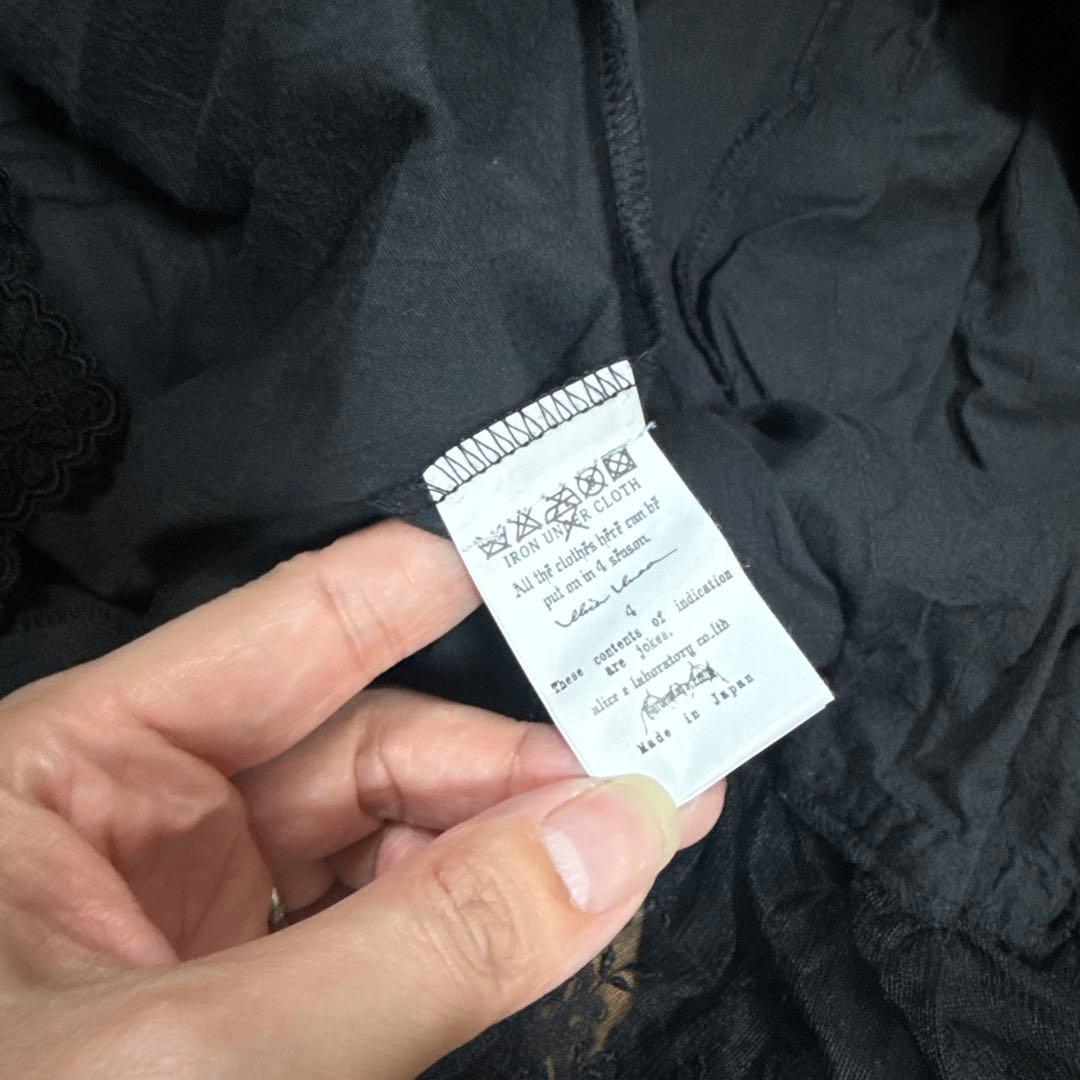 IRON UNDER CLOTH
All the clothes here can be
put on in 4 season.
4
These contents of indication
are jokes.
alice e laboratory co.lth
Made in Japan